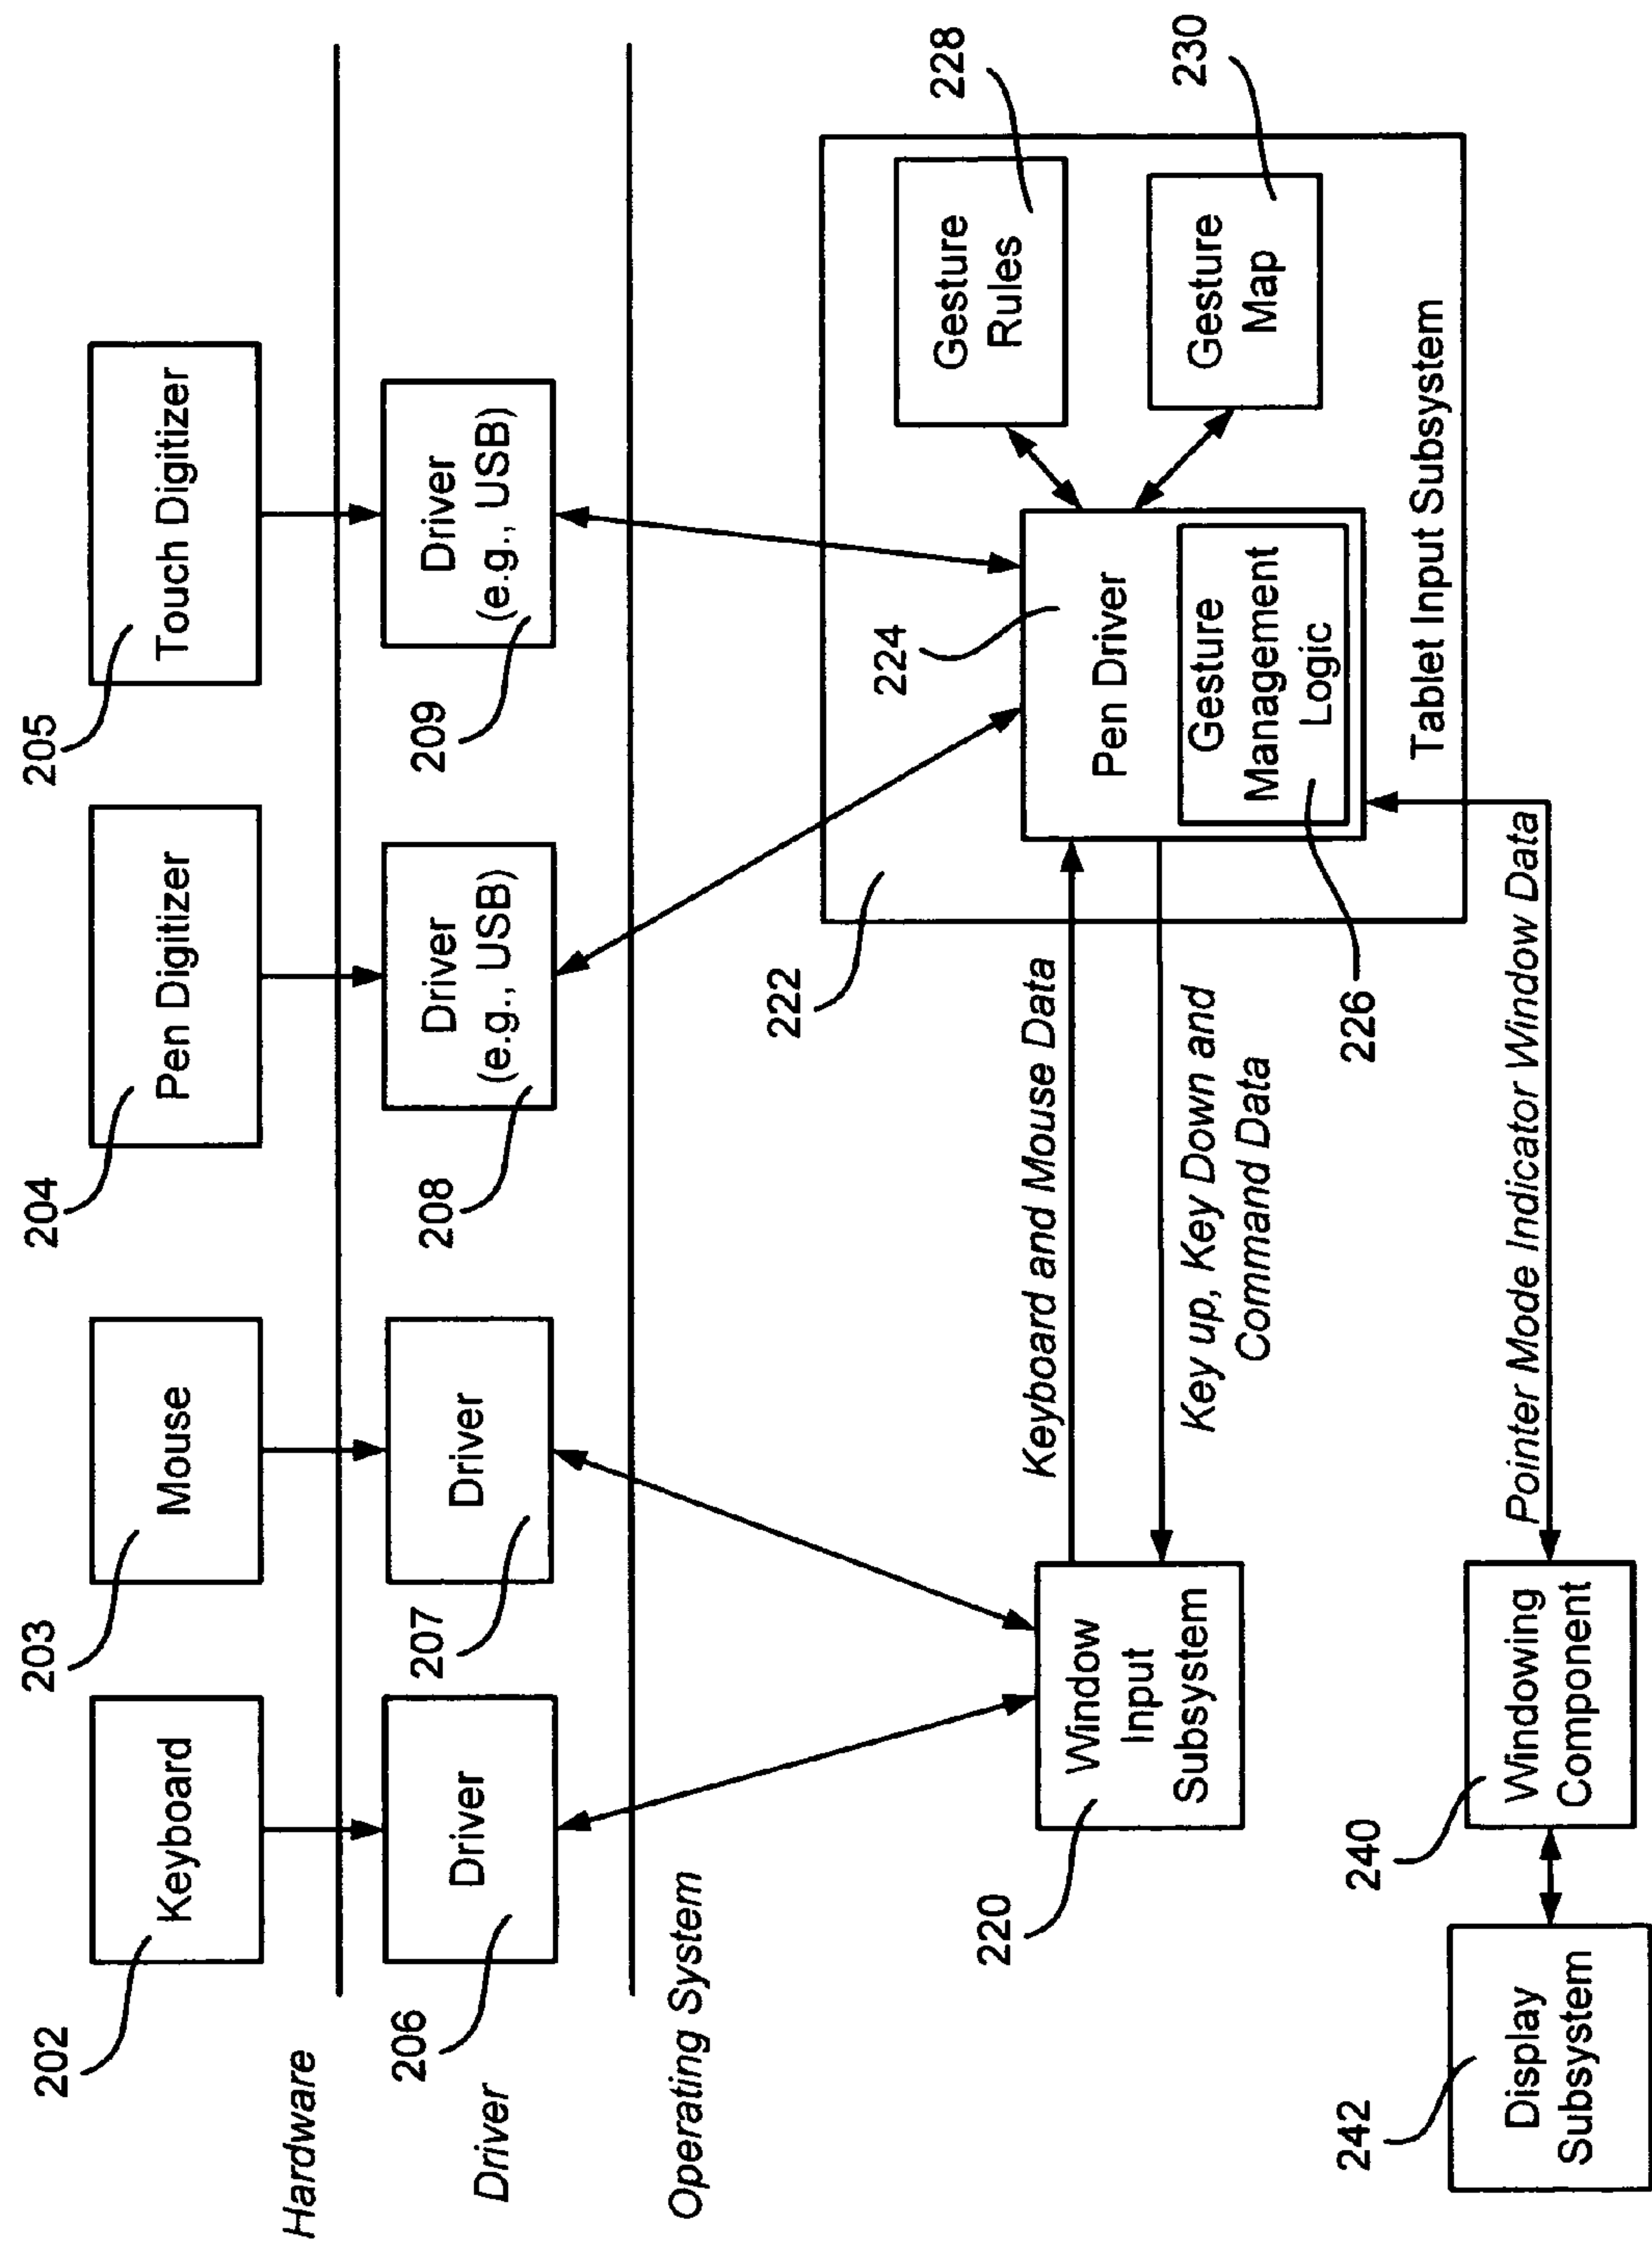 202
Keyboard
203
Mouse
204
Pen Digitizer
205
Touch Digitizer
Hardware
206
Driver
207
Driver
208
Driver
(e.g., USB)
209
Driver
(e.g., USB)
Driver
Operating System
222
224
228
Gesture
Rules
230
Gesture
Map
Pen Driver
Gesture
Management
Logic
226
Tablet Input Subsystem
220
Window
Input
Subsystem
Keyboard and Mouse Data
Key up, Key Down and
Command Data
Pointer Mode Indicator Window Data
240
Windowing
Component
242
Display
Subsystem